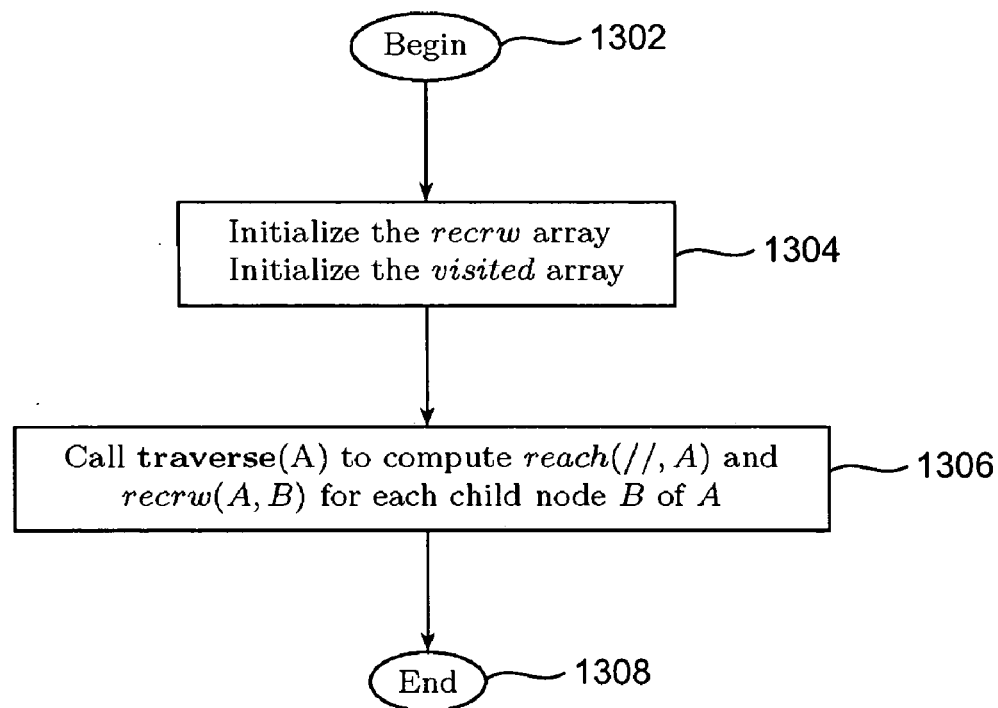 Begin
1302
Initialize the recrw array
Initialize the visited array
1304
Call traverse(A) to compute reach(//, A) and
recrw(A, B) for each child node B of A
1306
End
1308